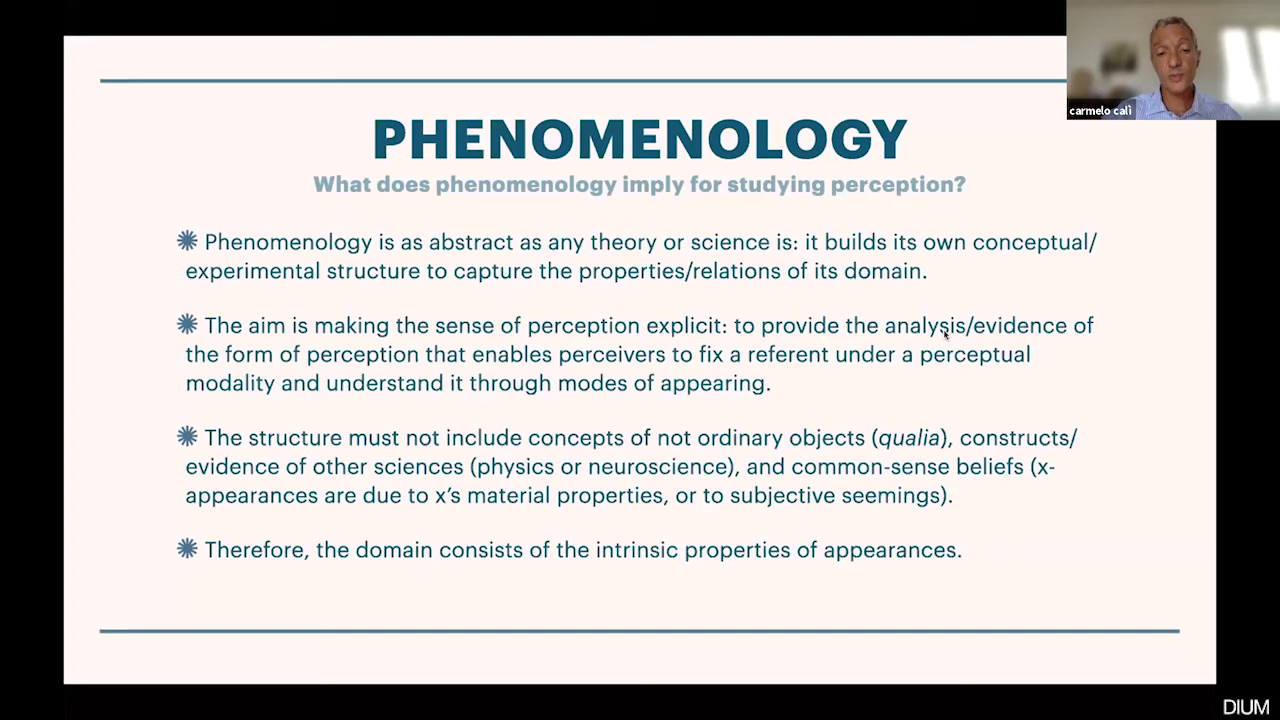 carmelo calì
PHENOMENOLOGY
What does phenomenology imply for studying perception?
Phenomenology is as abstract as any theory or science is: it builds its own conceptual/
experimental structure to capture the properties/relations of its domain.
The aim is making the sense of perception explicit: to provide the analysis/evidence of
the form of perception that enables perceivers to fix a referent under a perceptual
modality and understand it through modes of appearing.
The structure must not include concepts of not ordinary objects (qualia), constructs/
evidence of other sciences (physics or neuroscience), and common-sense beliefs (x-
appearances are due to x’s material properties, or to subjective seemings).
Therefore, the domain consists of the intrinsic properties of appearances.
DIUM